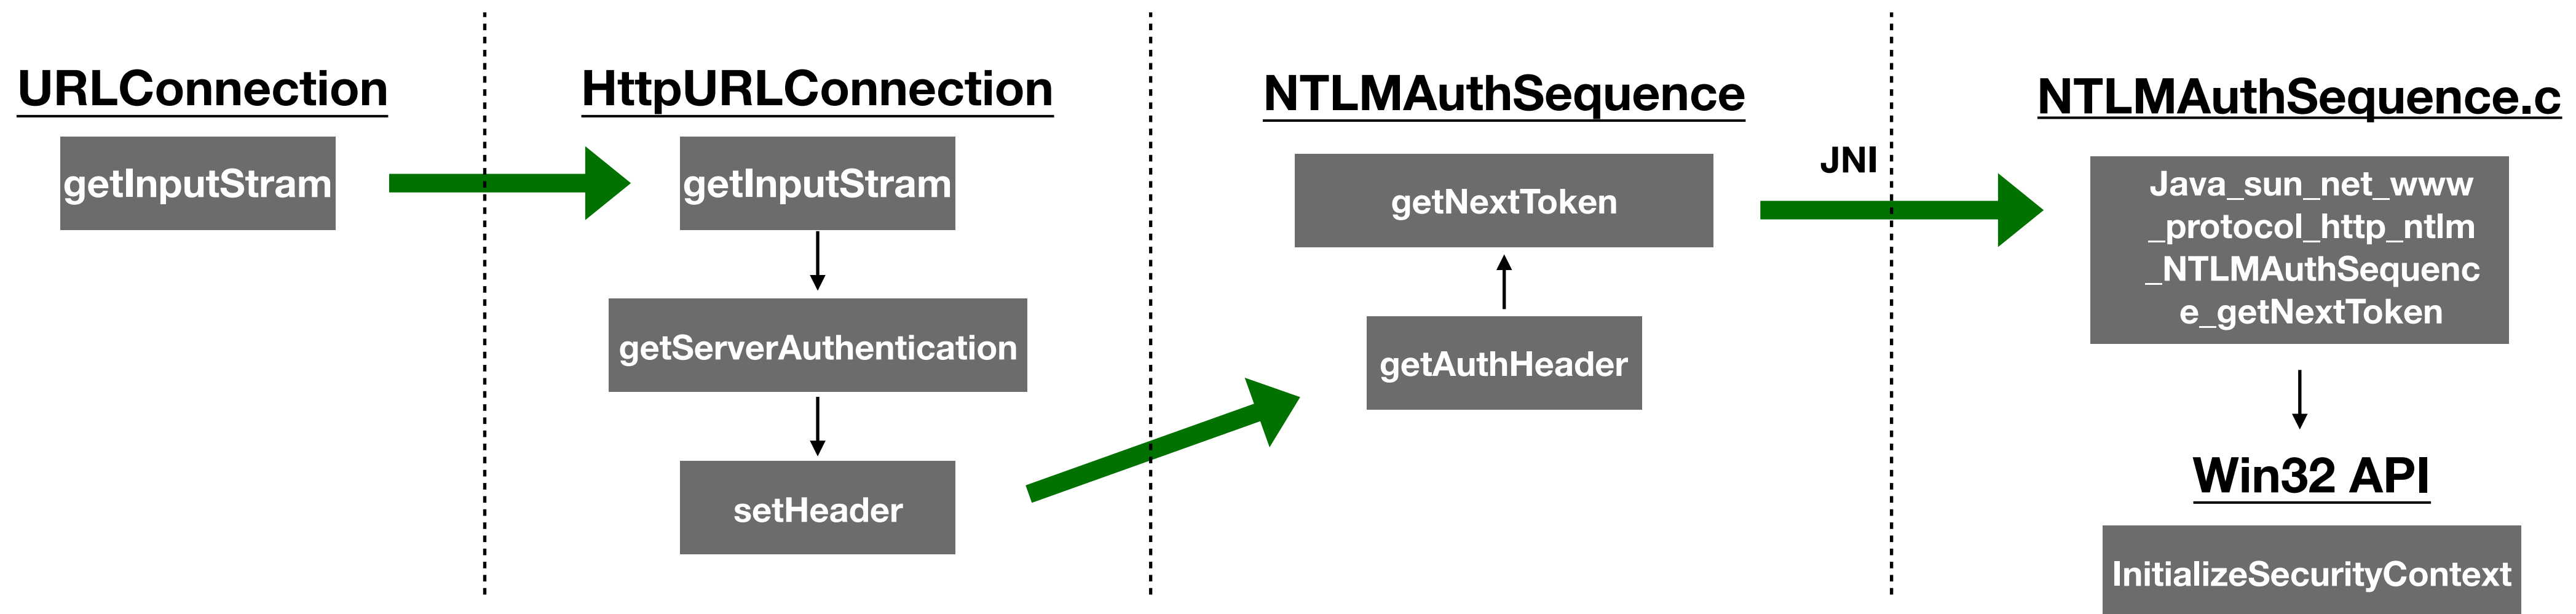 URLConnection
getInputStram
HttpURLConnection
getInputStram
getServerAuthentication
setHeader
NTLMAuthSequence
getNextToken
getAuthHeader
JNI
NTLMAuthSequence.c
Java_sun_net_www
_protocol_http_ntlm
_NTLMAuthSequenc
e_getNextToken
Win32 API
InitializeSecurityContext